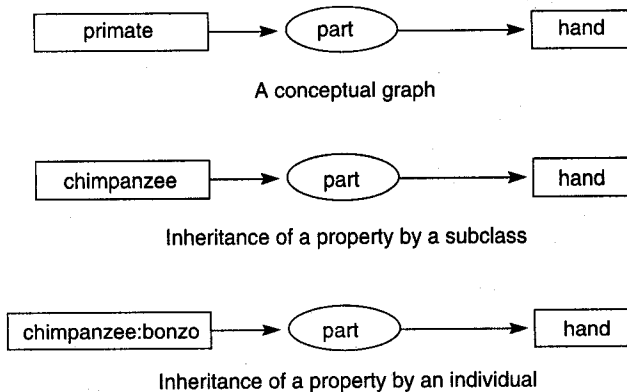 primate part hand
A conceptual graph
chimpanzee part hand
Inheritance of a property by a subclass
chimpanzee:bonzo part hand
Inheritance of a property by an individual